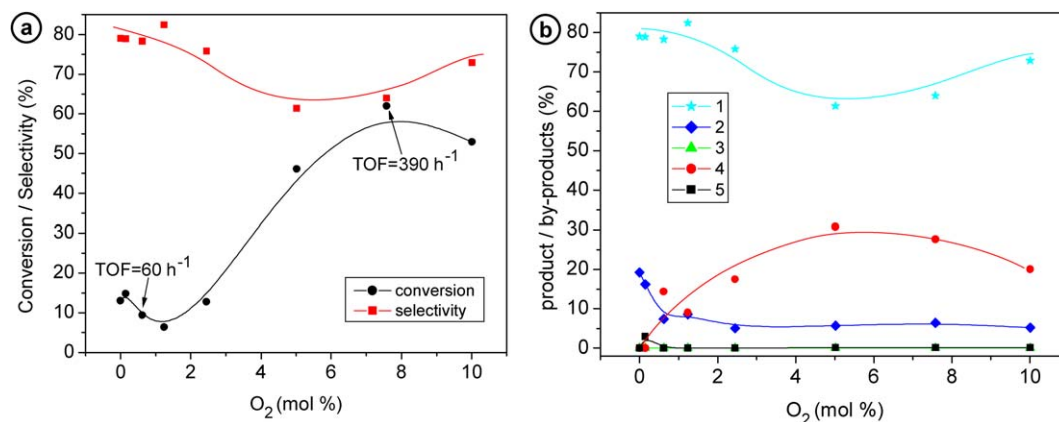 a
Conversion / Selectivity (%)
80
70
60
50
40
30
20
10
0
TOF=60 h⁻¹
TOF=390 h⁻¹
conversion
selectivity
0 2 4 6 8 10
O₂ (mol %)
b
product / by-products (%)
80
70
60
50
40
30
20
10
0
1
2
3
4
5
0 2 4 6 8 10
O₂ (mol %)